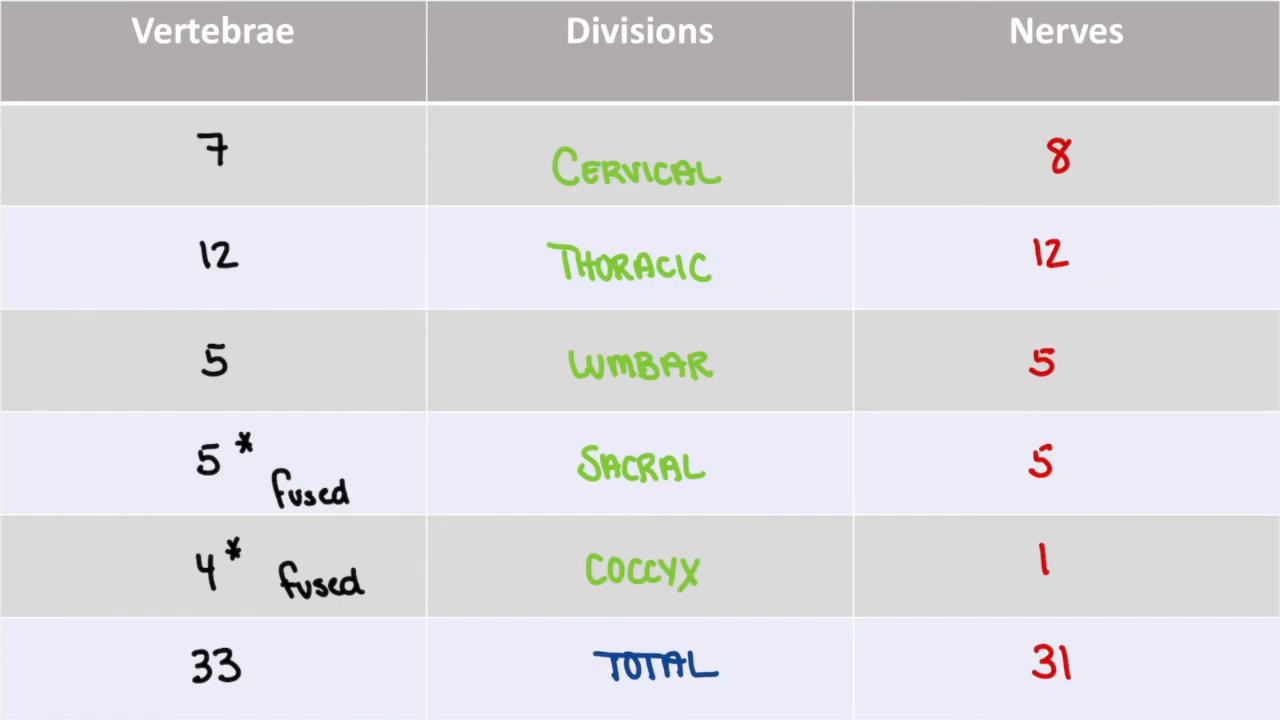 Vertebrae Divisions Nerves
7 CERVICAL 8
12 THORACIC 12
5 LUMBAR 5
5* fused SACRAL 5
4* fused COCCYX 1
33 TOTAL 31